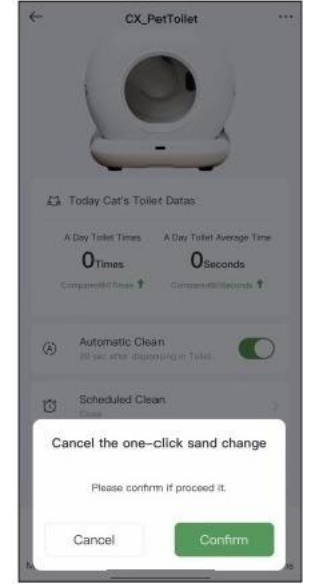 CX_PetToilet
Today Cat's Toilet Datas
A Day Toilet Times
A Day Toilet Average Time
0Times
0Seconds
Automatic Clean
Scheduled Clean
Close
Cancel the one-click sand change
Please confirm if proceed it.
Cancel
Confirm